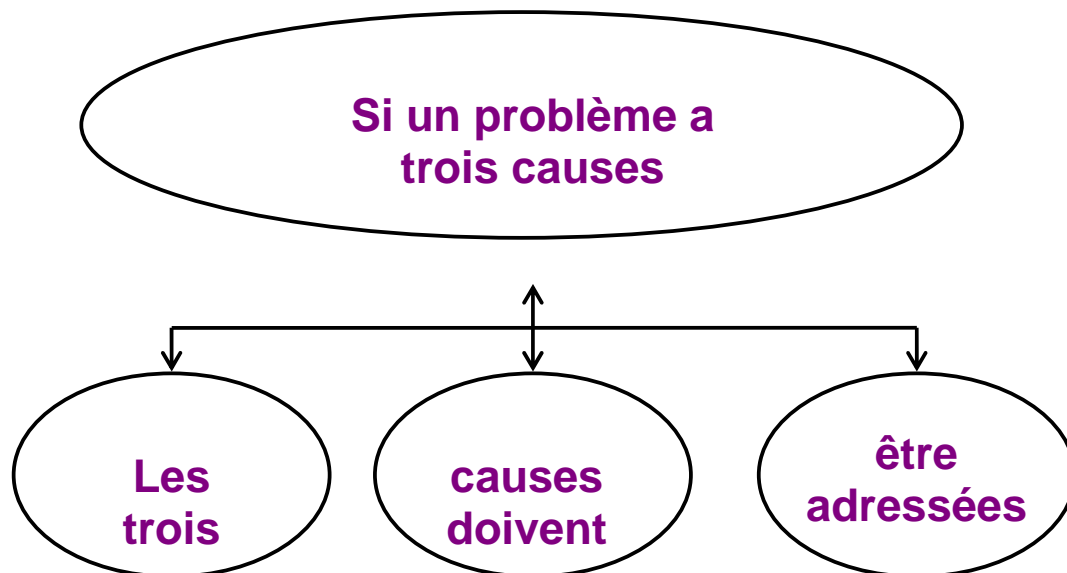 Si un problème a
trois causes
Les
trois
causes
doivent
être
adressées